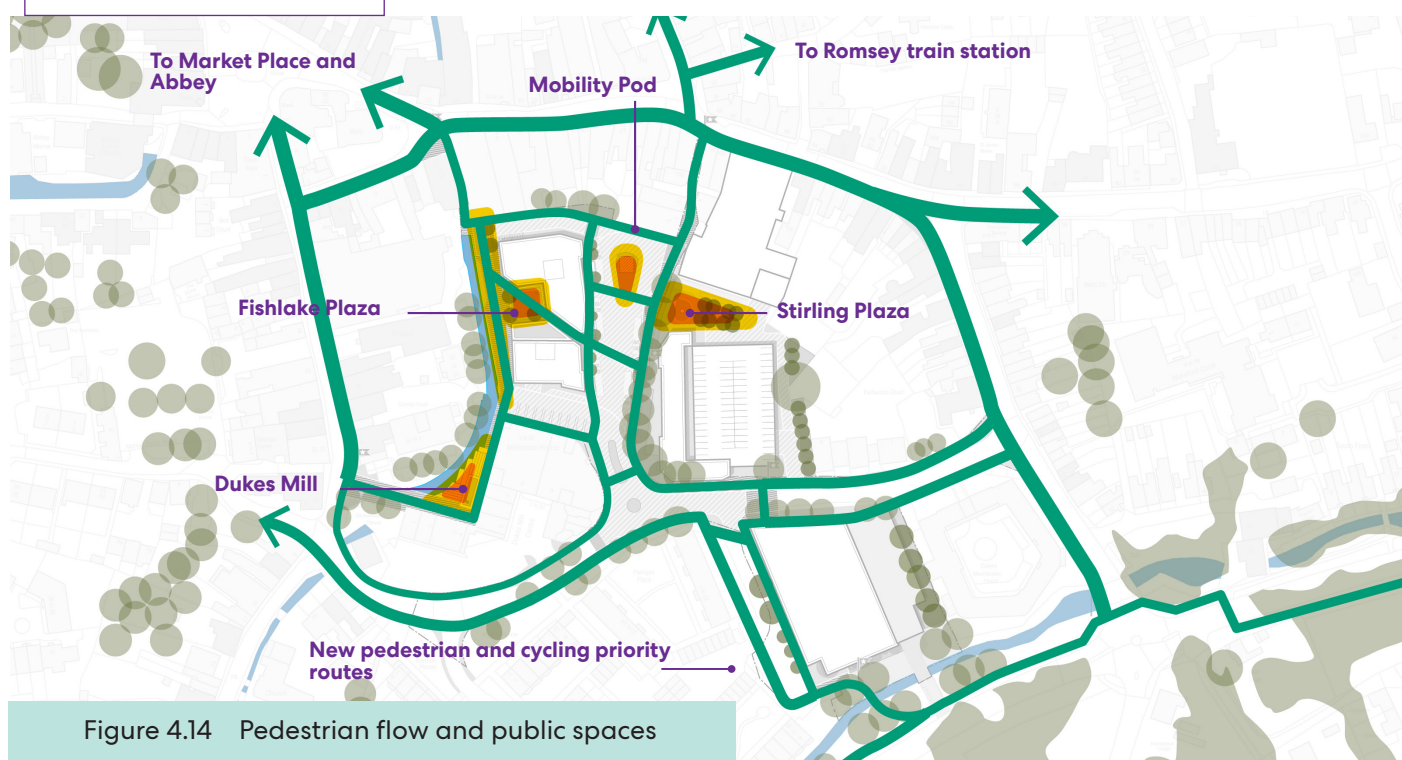 To Market Place and
Abbey
To Romsey train station
Mobility Pod
Fishlake Plaza
Stirling Plaza
Dukes Mill
New pedestrian and cycling priority
routes
Figure 4.14 Pedestrian flow and public spaces